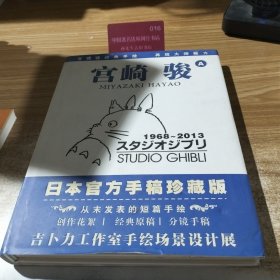 016
宫崎 骏 A
MIYAZAKI HAYAO
1968~2013
スタジオジブリ
STUDIO GHIBLI
日本官方手稿珍藏版
从未发表的短篇手绘
创作花絮 | 经典原稿 | 分镜手稿
吉卜力工作室手绘场景设计展